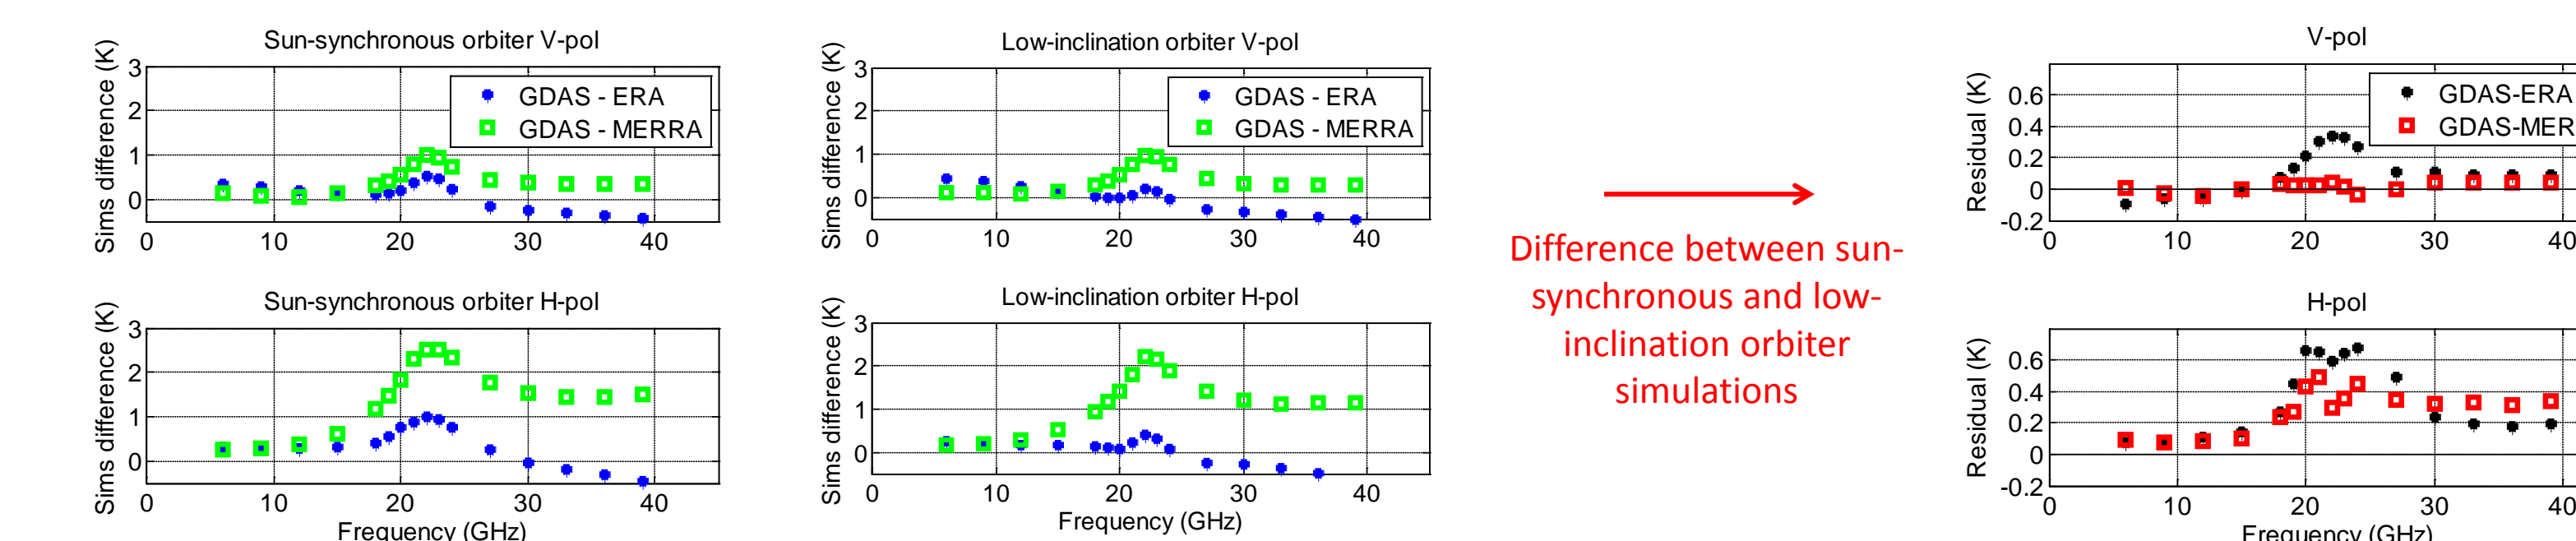 Sun-synchronous orbiter V-pol
Sims difference (K)
3
2
1
0
GDAS - ERA
GDAS - MERRA
0 10 20 30 40
Sun-synchronous orbiter H-pol
Sims difference (K)
3
2
1
0
0 10 20 30 40
Frequency (GHz)
Low-inclination orbiter V-pol
Sims difference (K)
3
2
1
0
GDAS - ERA
GDAS - MERRA
0 10 20 30 40
Low-inclination orbiter H-pol
Sims difference (K)
3
2
1
0
0 10 20 30 40
Frequency (GHz)
Difference between sun-
synchronous and low-
inclination orbiter
simulations
V-pol
Residual (K)
0.6
0.4
0.2
0
-0.2
GDAS-ERA
GDAS-MER
0 10 20 30 40
H-pol
Residual (K)
0.6
0.4
0.2
0
-0.2
0 10 20 30 40
Frequency (GHz)